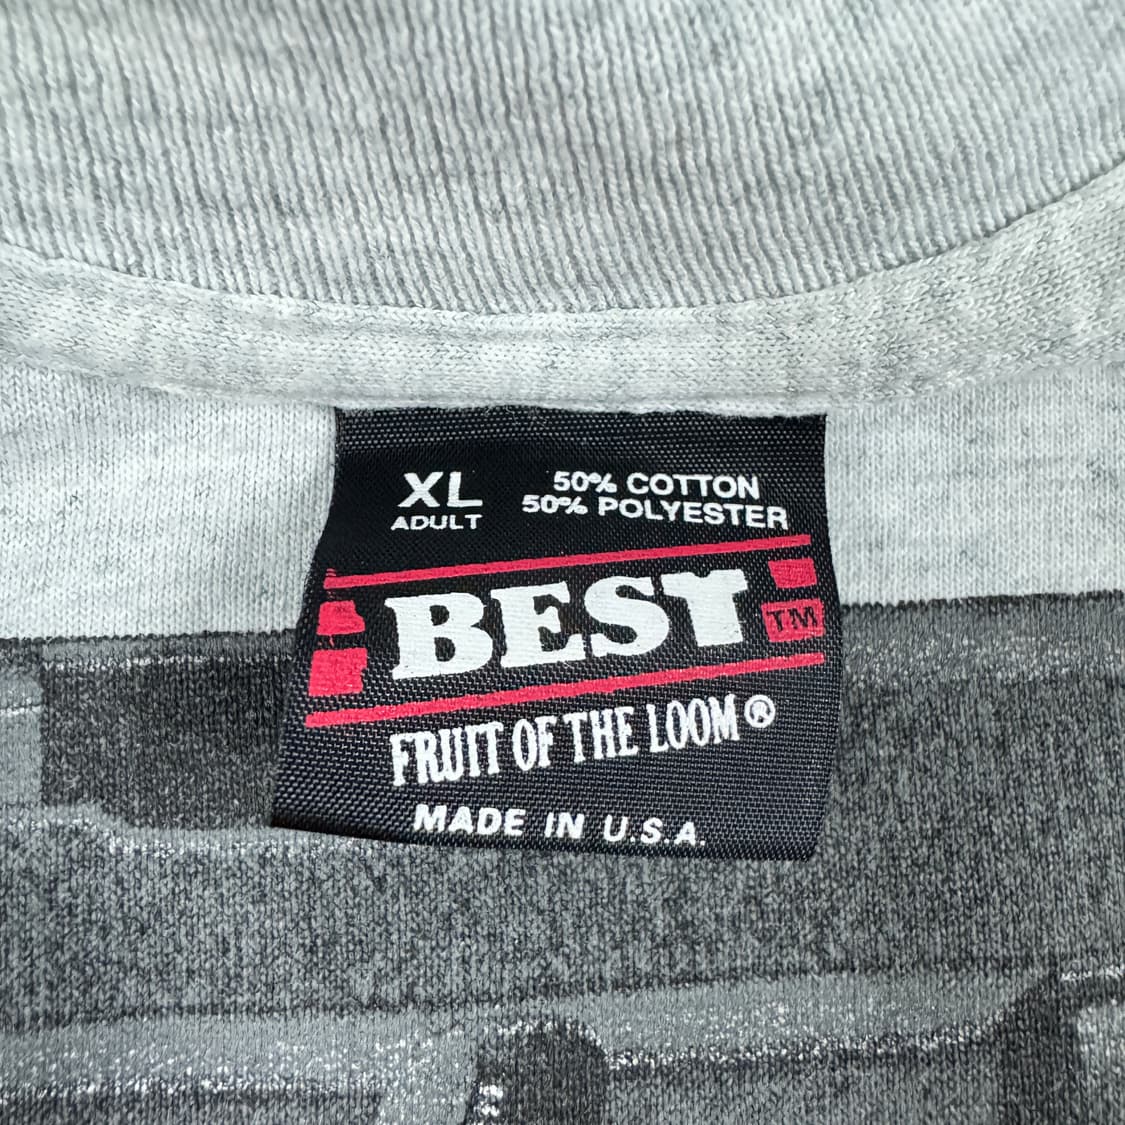 XL
ADULT
50% COTTON
50% POLYESTER
BEST
TM
FRUIT OF THE LOOM ®
MADE IN U.S.A.